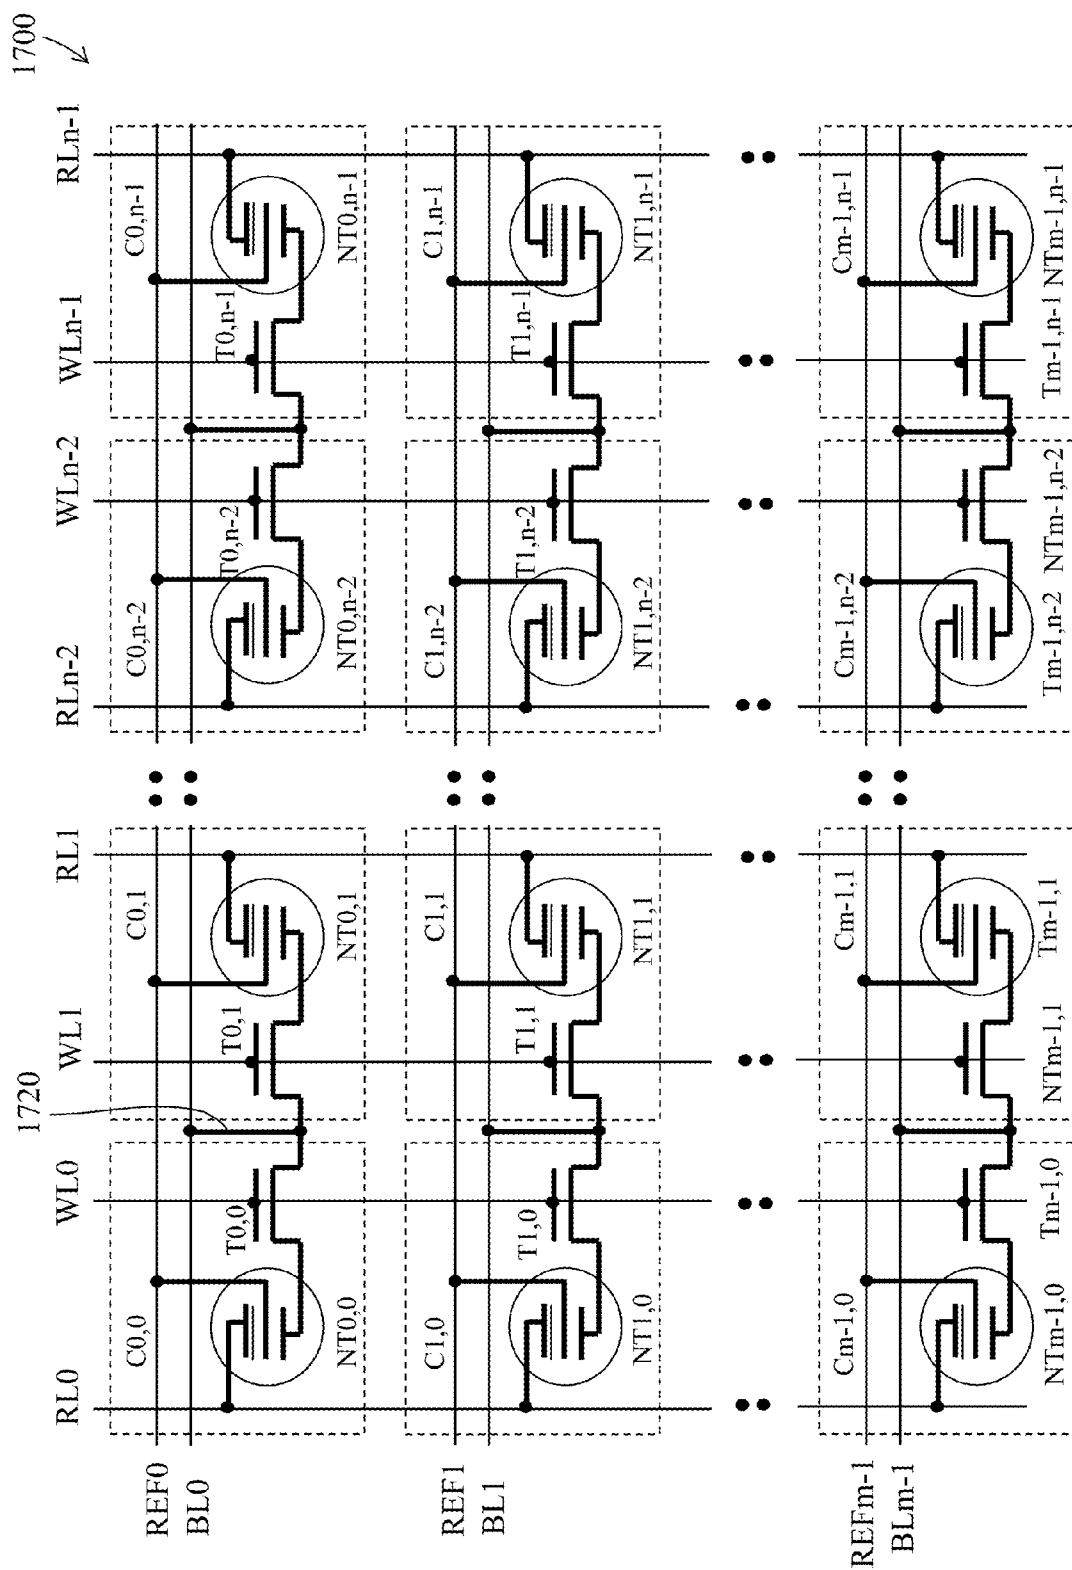 1700
RL0 WL0 WL1 RL1 RLn-2 WLn-2 WLn-1 RLn-1
1720
REF0
BL0
C0,0 C0,1 C0,n-2 C0,n-1
T0,0 T0,1 T0,n-2 T0,n-1
NT0,0 NT0,1 NT0,n-2 NT0,n-1
REF1
BL1
C1,0 C1,1 C1,n-2 C1,n-1
T1,0 T1,1 T1,n-2 T1,n-1
NT1,0 NT1,1 NT1,n-2 NT1,n-1
REFm-1
BLm-1
Cm-1,0 Cm-1,1 Cm-1,n-2 Cm-1,n-1
NTm-1,0 Tm-1,0 NTm-1,1 Tm-1,1 Tm-1,n-2 NTm-1,n-2 Tm-1,n-1 NTm-1,n-1